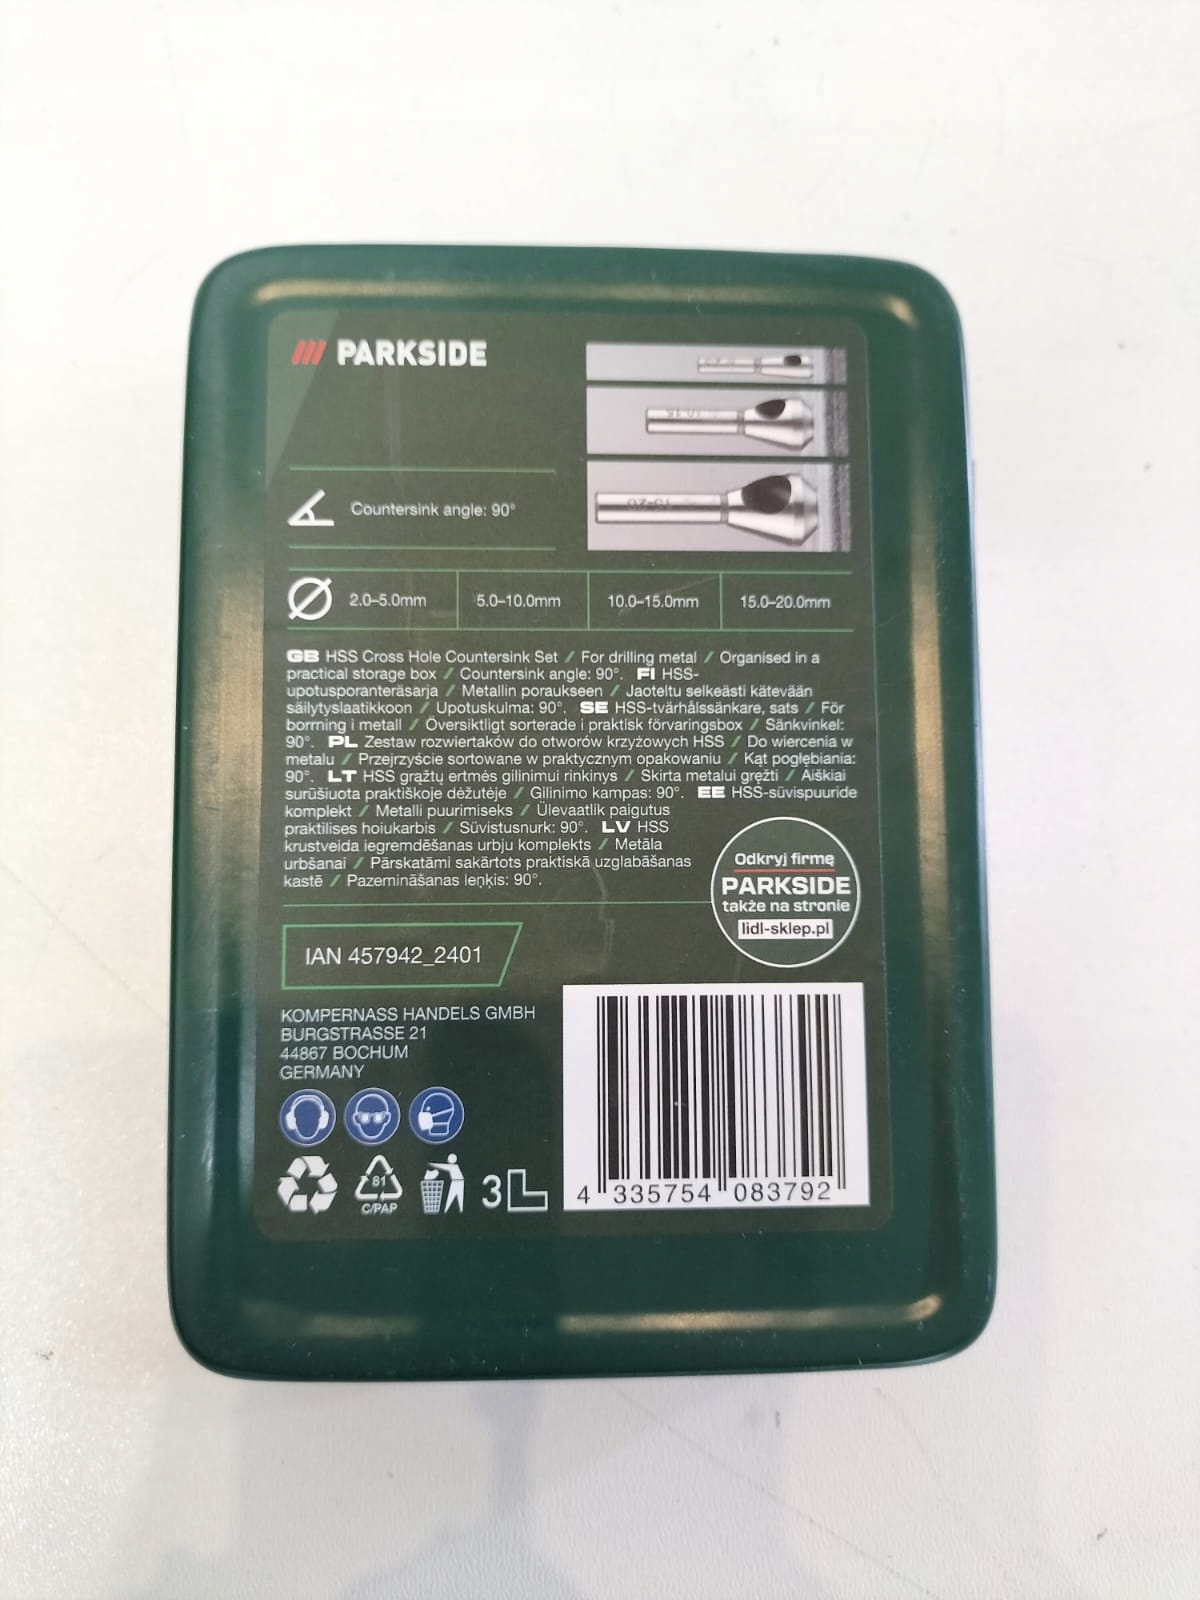 PARKSIDE
Countersink angle: 90°
10-15
15-20
2.0–5.0mm
5.0–10.0mm
10.0–15.0mm
15.0–20.0mm
GB HSS Cross Hole Countersink Set / For drilling metal / Organised in a
practical storage box / Countersink angle: 90°. FI HSS-
upotusporanteräsarja / Metallin poraukseen / Jaoteltu selkeästi kätevään
säilytyslaatikkoon / Upotuskulma: 90°. SE HSS-tvärhålssänkare, sats / För
borrning i metall / Översiktligt sorterade i praktisk förvaringsbox / Sänkvinkel:
90°. PL Zestaw rozwiertaków do otworów krzyżowych HSS / Do wiercenia w
metalu / Przejrzyście sortowane w praktycznym opakowaniu / Kąt pogłębiania:
90°. LT HSS grąžtų ertmės gilinimui rinkinys / Skirta metalui gręžti / Aiškiai
surūšiuota praktiškoje dėžutėje / Gilinimo kampas: 90°. EE HSS-süvispuuride
komplekt / Metalli puurimiseks / Ülevaatlik paigutus
praktilises hoiukarbis / Süvistusnurk: 90°. LV HSS
krustveida iegremdēšanas urbju komplekts / Metāla
urbšanai / Pārskatāmi sakārtots praktiskā uzglabāšanas
kastē / Pazemināšanas leņķis: 90°.
Odkryj firmę
PARKSIDE
także na stronie
lidl-sklep.pl
IAN 457942_2401
KOMPERNASS HANDELS GMBH
BURGSTRASSE 21
44867 BOCHUM
GERMANY
81
C/PAP
3L
4 335754 083792